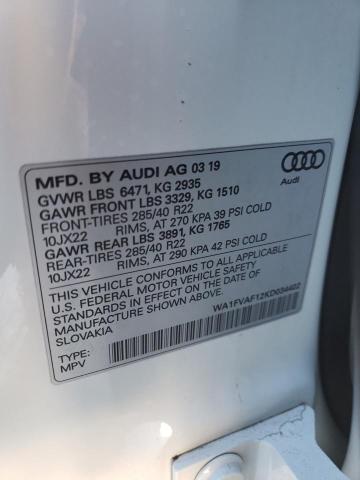 MFD. BY AUDI AG 03 19
GVWR LBS 6471, KG 2935
GAWR FRONT LBS 3329, KG 1510
FRONT-TIRES 285/40 R22
10JX22 RIMS, AT 270 KPA 39 PSI COLD
GAWR REAR LBS 3891, KG 1765
REAR-TIRES 285/40 R22
10JX22 RIMS, AT 290 KPA 42 PSI COLD
THIS VEHICLE CONFORMS TO ALL APPLICABLE
U.S. FEDERAL MOTOR VEHICLE SAFETY
STANDARDS IN EFFECT ON THE DATE OF
MANUFACTURE SHOWN ABOVE.
SLOVAKIA
WA1FVAF12KD034402
TYPE:
MPV
Audi